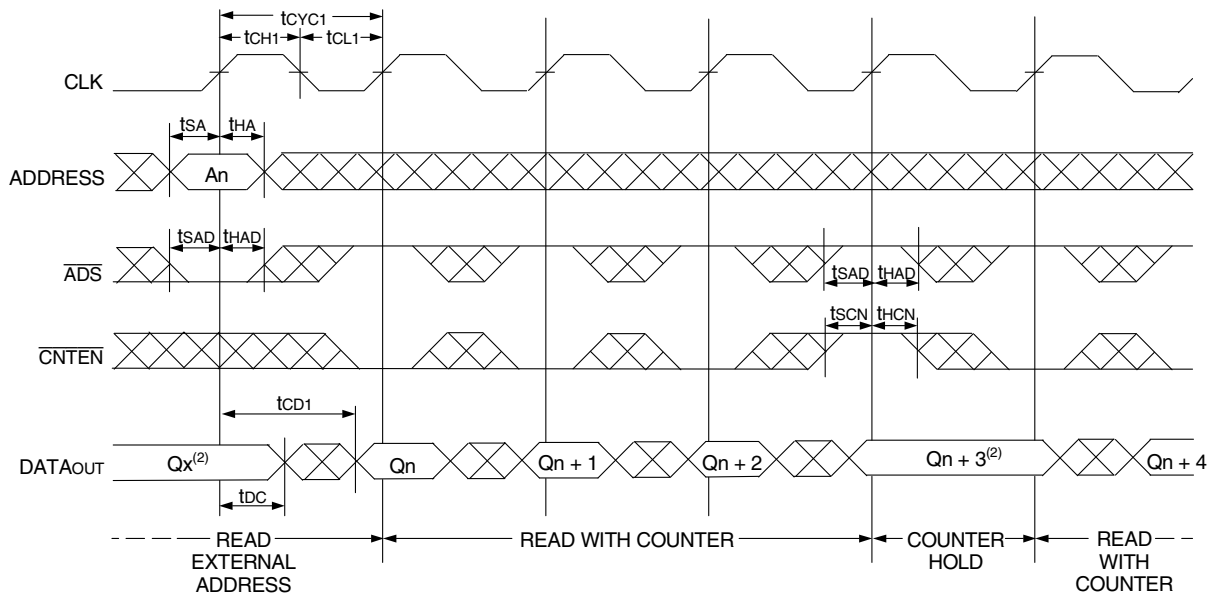 tCYC1
tCH1 tCL1
CLK
tSA tHA
ADDRESS An
tSAD tHAD
ADS tSAD tHAD
tSCN tHCN
CNTEN
tCD1
DATAOUT Qx(2) Qn Qn + 1 Qn + 2 Qn + 3(2) Qn + 4
tDC
READ EXTERNAL ADDRESS
READ WITH COUNTER
COUNTER HOLD
READ WITH COUNTER